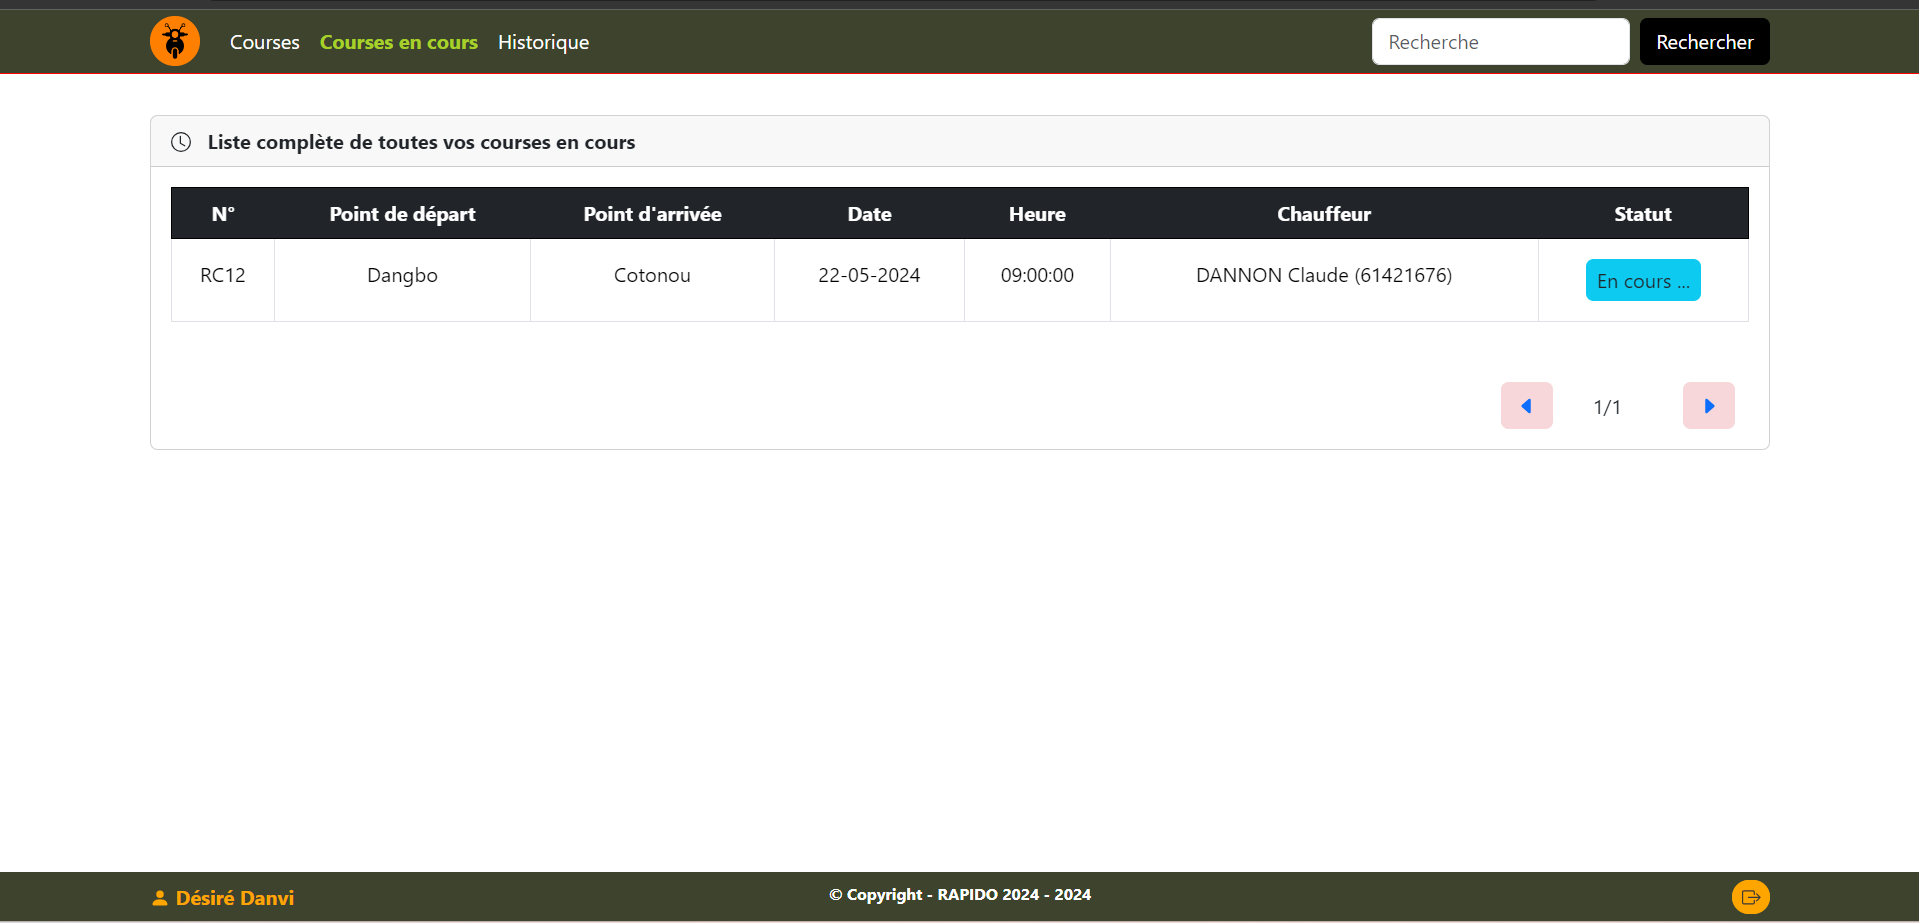 Courses Courses en cours Historique Recherche Rechercher
Liste complète de toutes vos courses en cours
N° Point de départ Point d'arrivée Date Heure Chauffeur Statut
RC12 Dangbo Cotonou 22-05-2024 09:00:00 DANNON Claude (61421676) En cours ...
1/1
Désiré Danvi © Copyright - RAPIDO 2024 - 2024